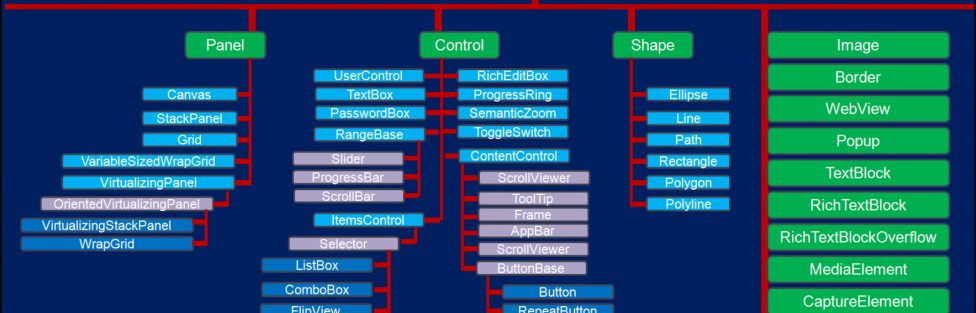 Panel
Control
Shape
Image
Border
WebView
Popup
TextBlock
RichTextBlock
RichTextBlockOverflow
MediaElement
CaptureElement
Canvas
StackPanel
Grid
VariableSizedWrapGrid
VirtualizingPanel
OrientedVirtualizingPanel
VirtualizingStackPanel
WrapGrid
UserControl
TextBox
PasswordBox
RangeBase
Slider
ProgressBar
ScrollBar
ItemsControl
Selector
ListBox
ComboBox
FlipView
RichEditBox
ProgressRing
SemanticZoom
ToggleSwitch
ContentControl
ScrollViewer
ToolTip
Frame
AppBar
ScrollViewer
ButtonBase
Button
RepeatButton
Ellipse
Line
Path
Rectangle
Polygon
Polyline